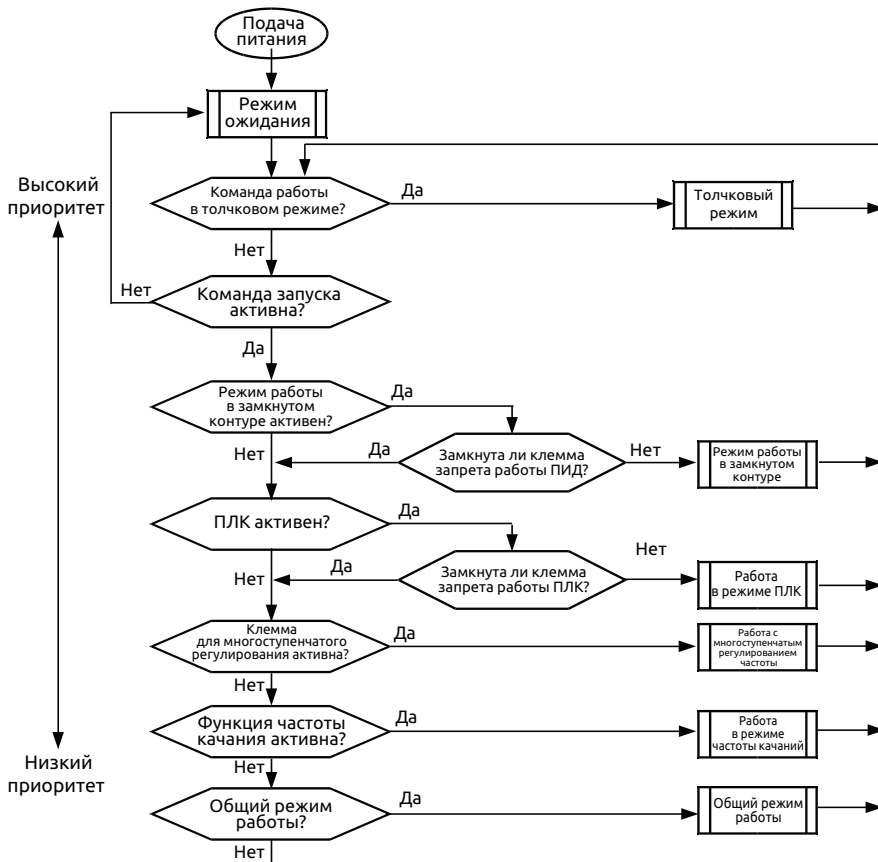 Подача
питания
Режим
ожидания
Высокий
приоритет
Команда работы
в толчковом режиме?
Да
Толчковый
режим
Нет
Нет
Команда запуска
активна?
Да
Режим работы
в замкнутом
контуре активен?
Да
Нет
Да
Замкнута ли клемма
запрета работы ПИД?
Нет
Режим работы
в замкнутом
контуре
ПЛК активен?
Да
Нет
Да
Замкнута ли клемма
запрета работы ПЛК?
Нет
Работа
в режиме ПЛК
Клемма
для многоступенчатого
регулирования активна?
Да
Работа с
многоступенчатым
регулированием
частоты
Нет
Функция частоты
качания активна?
Да
Работа
в режиме
частоты качаний
Низкий
приоритет
Нет
Общий режим
работы?
Да
Общий режим
работы
Нет